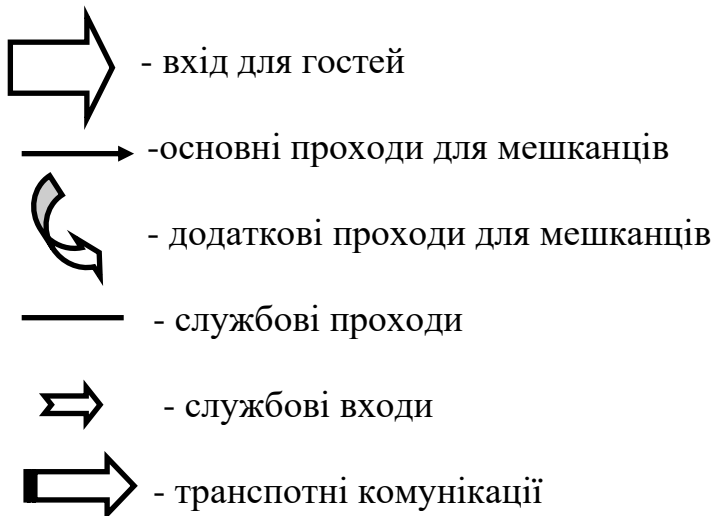 - вхід для гостей
-основні проходи для мешканців
- додаткові проходи для мешканців
- службові проходи
- службові входи
- транспотні комунікації